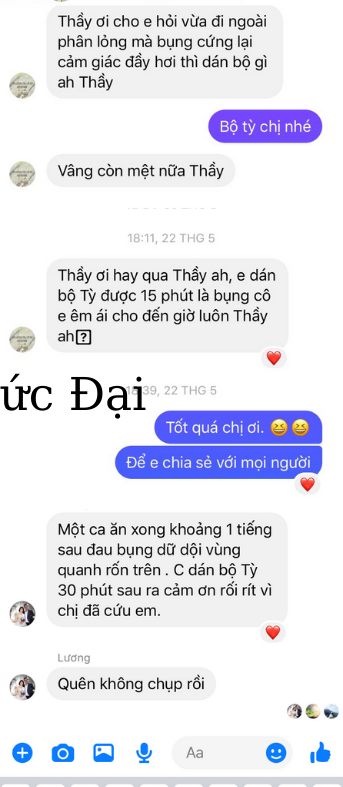 Thầy ơi cho e hỏi vừa đi ngoài
phân lỏng mà bụng cứng lại
cảm giác đầy hơi thì dán bộ gì
ah Thầy
Bộ tỳ chị nhé
Vâng còn mệt nữa Thầy
18:11, 22 THG 5
Thầy ơi hay qua Thầy ah, e dán
bộ Tỳ được 15 phút là bụng cô
e êm ái cho đến giờ luôn Thầy
ah
39, 22 THG 5
ức Đại
Tốt quá chị ơi. 😆😆
Để e chia sẻ với mọi người
Một ca ăn xong khoảng 1 tiếng
sau đau bụng dữ dội vùng
quanh rốn trên . C dán bộ Tỳ
30 phút sau ra cảm ơn rối rít vì
chị đã cứu em.
Lương
Quên không chụp rồi
Aa